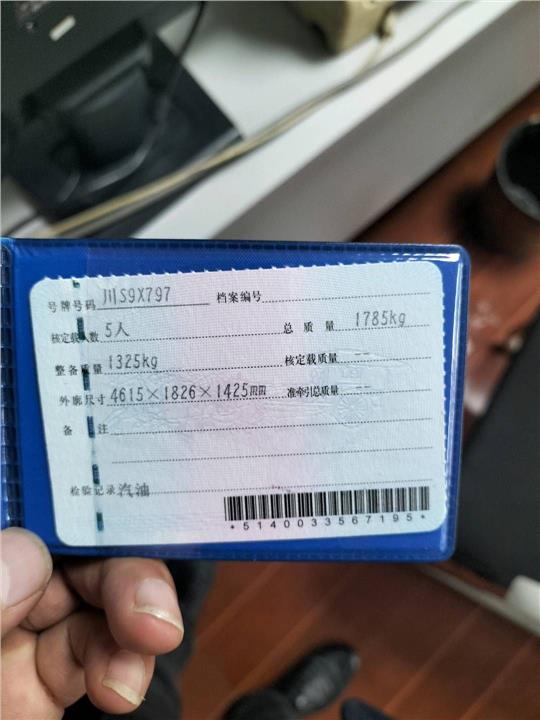 号牌号码 川S9X797 档案编号
核定载人数 5人 总质量 1785kg
整备质量 1325kg 核定载质量 --
外廓尺寸 4615×1826×1425㎜ 准牵引总质量 --
备注
检验记录 汽油
*5140033567195*